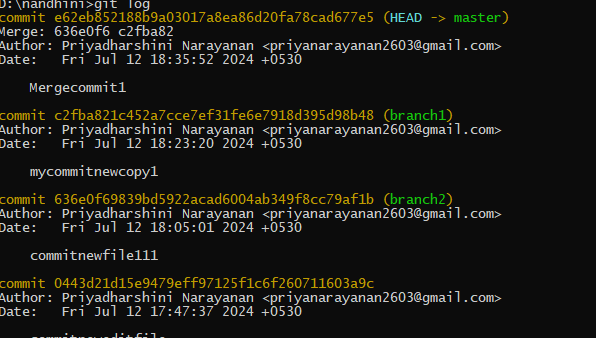 D:\nandhini>git log
commit e62eb852188b9a03017a8ea86d20fa78cad677e5 (HEAD -> master)
Merge: 636e0f6 c2fba82
Author: Priyadharshini Narayanan <priyanarayanan2603@gmail.com>
Date:   Fri Jul 12 18:35:52 2024 +0530
Mergecommit1
commit c2fba821c452a7cce7ef31fe6e7918d395d98b48 (branch1)
Author: Priyadharshini Narayanan <priyanarayanan2603@gmail.com>
Date:   Fri Jul 12 18:23:20 2024 +0530
mycommitnewcopy1
commit 636e0f69839bd5922acad6004ab349f8cc79af1b (branch2)
Author: Priyadharshini Narayanan <priyanarayanan2603@gmail.com>
Date:   Fri Jul 12 18:05:01 2024 +0530
commitnewfile111
commit 0443d21d15e9479eff97125f1c6f260711603a9c
Author: Priyadharshini Narayanan <priyanarayanan2603@gmail.com>
Date:   Fri Jul 12 17:47:37 2024 +0530